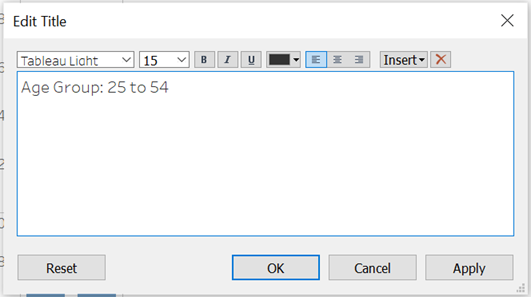 Edit Title
Tableau Light 15 B I U Insert
Age Group: 25 to 54
Reset OK Cancel Apply